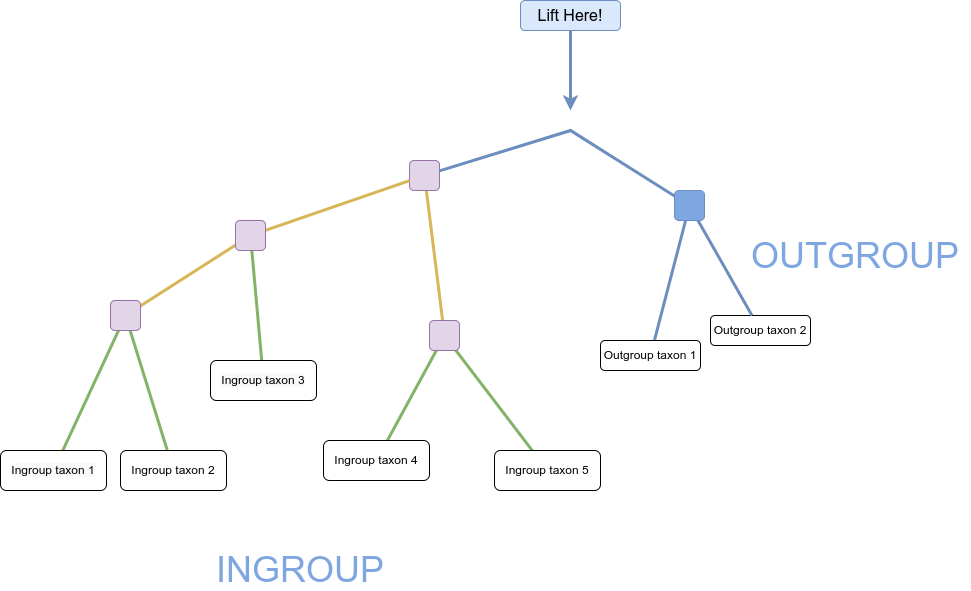 Lift Here!
OUTGROUP
Outgroup taxon 2
Outgroup taxon 1
Ingroup taxon 3
Ingroup taxon 4
Ingroup taxon 1
Ingroup taxon 2
Ingroup taxon 5
INGROUP